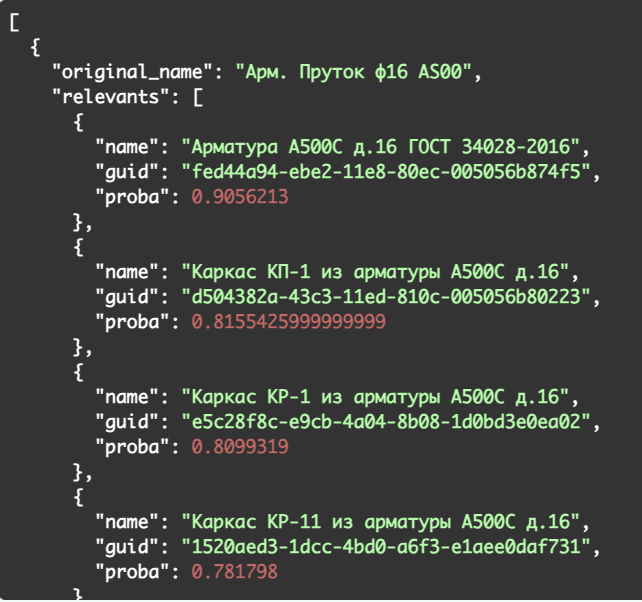 [
{
"original_name": "Арм. Пруток ф16 AS00",
"relevants": [
{
"name": "Арматура А500С д.16 ГОСТ 34028-2016",
"guid": "fed44a94-ebe2-11e8-80ec-005056b874f5",
"proba": 0.9056213
},
{
"name": "Каркас КП-1 из арматуры А500С д.16",
"guid": "d504382a-43c3-11ed-810c-005056b80223",
"proba": 0.8155425999999999
},
{
"name": "Каркас КР-1 из арматуры А500С д.16",
"guid": "e5c28f8c-e9cb-4a04-8b08-1d0bd3e0ea02",
"proba": 0.8099319
},
{
"name": "Каркас КР-11 из арматуры А500С д.16",
"guid": "1520aed3-1dcc-4bd0-a6f3-e1aee0daf731",
"proba": 0.781798
}